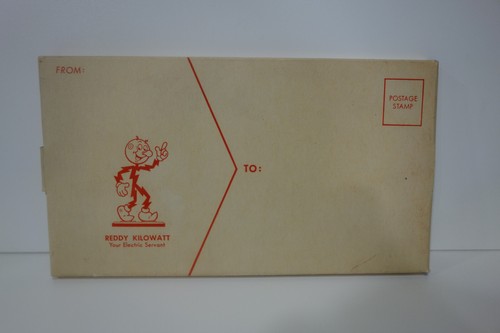 FROM:
POSTAGE
STAMP
TO:
REDDY KILOWATT
Your Electric Servant